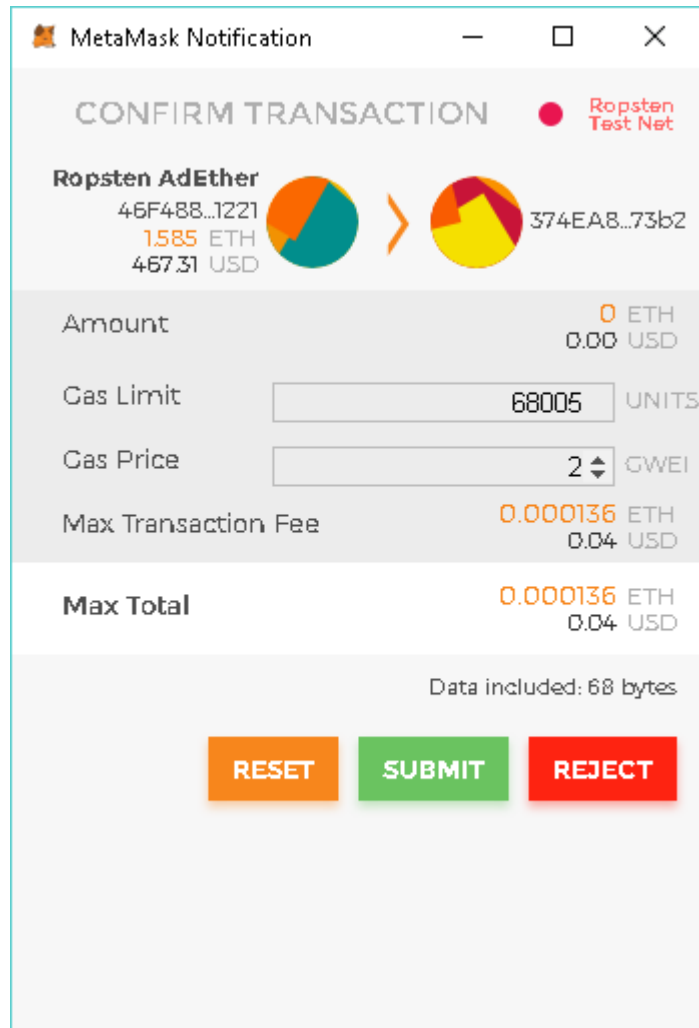 MetaMask Notification
CONFIRM TRANSACTION
Ropsten
Test Net
Ropsten AdEther
46F488...1221
1.585 ETH
467.31 USD
374EA8...73b2
Amount
0 ETH
0.00 USD
Gas Limit
68005 UNITS
Gas Price
2 GWEI
Max Transaction Fee
0.000136 ETH
0.04 USD
Max Total
0.000136 ETH
0.04 USD
Data included: 68 bytes
RESET SUBMIT REJECT